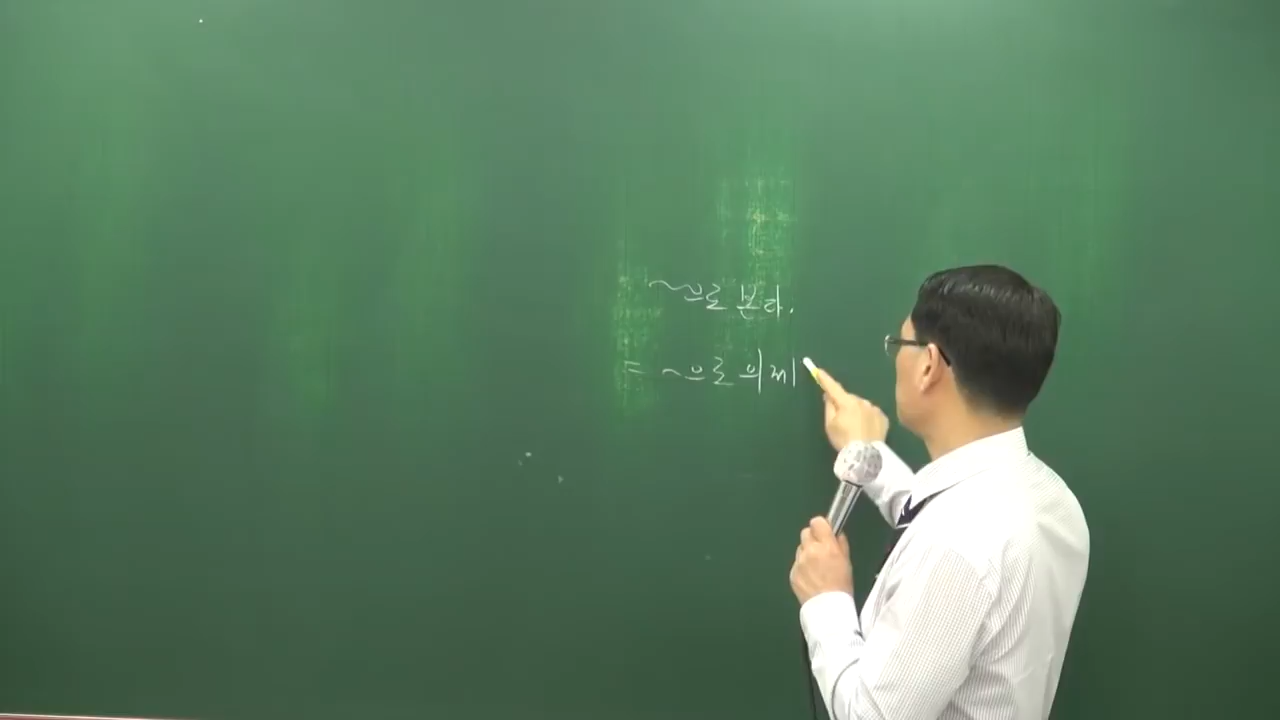 ~으로 본다.
= ~으로 의제